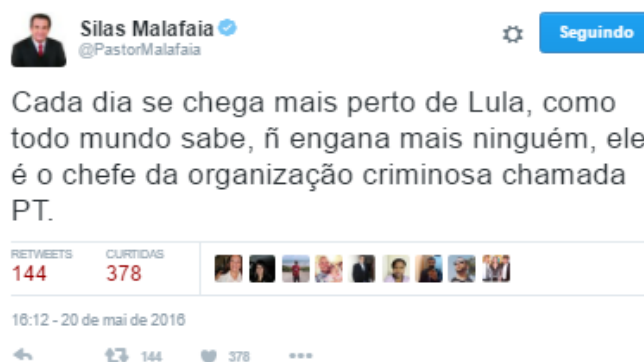 Silas Malafaia
@PastorMalafaia
Seguindo
Cada dia se chega mais perto de Lula, como
todo mundo sabe, ñ engana mais ninguém, ele
é o chefe da organização criminosa chamada
PT.
RETWEETS CURTIDAS
144 378
16:12 - 20 de mai de 2016
144 378